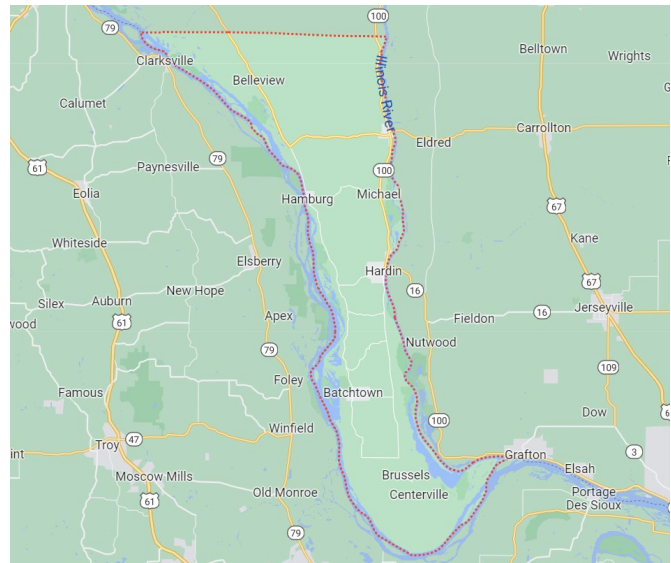 100
79
Belltown
Wrights
Clarksville
Belleview
Illinois River
Calumet
Carrollton
Eldred
79
61
Paynesville
100
67
Eolia
Hamburg
Michael
Whiteside
Kane
Elsberry
Hardin
67
Silex
Auburn
New Hope
16
wood
61
Apex
Fieldon
16
Jerseyville
79
Nutwood
Foley
109
Famous
Batchtown
Dow
100
Troy
47
Winfield
Grafton
3
int
Moscow Mills
Brussels
Elsah
61
Old Monroe
Centerville
Portage
Des Sioux
79